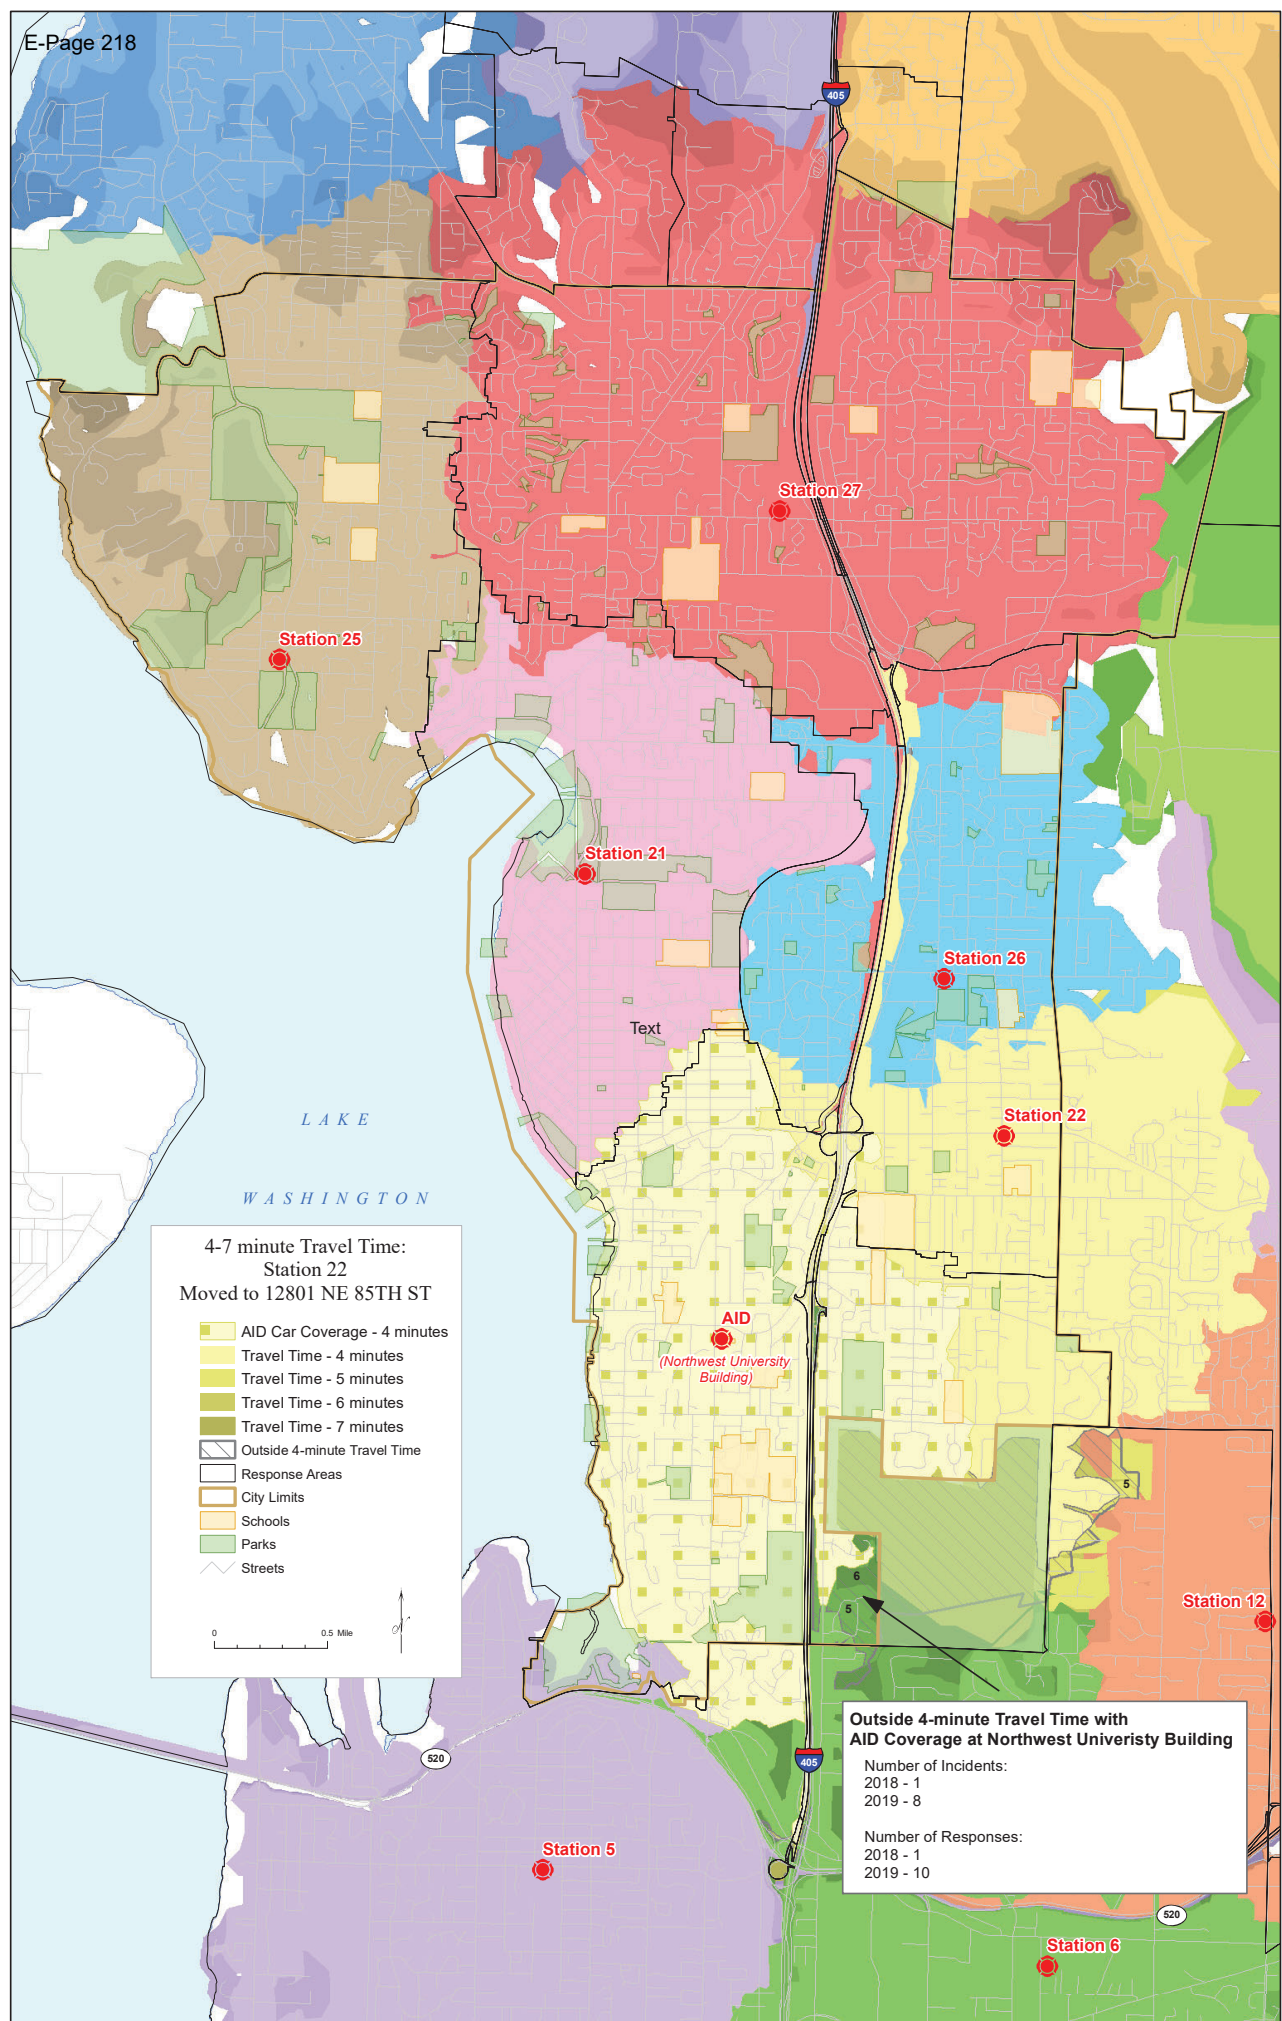 E-Page 218
405
Station 27
Station 25
Station 21
Station 26
Text
Station 22
LAKE
WASHINGTON
4-7 minute Travel Time:
Station 22
Moved to 12801 NE 85TH ST
AID Car Coverage - 4 minutes
Travel Time - 4 minutes
Travel Time - 5 minutes
Travel Time - 6 minutes
Travel Time - 7 minutes
Outside 4-minute Travel Time
Response Areas
City Limits
Schools
Parks
Streets
0 0.5 Mile
N
AID
(Northwest University
Building)
5
6
5
Station 12
Outside 4-minute Travel Time with
AID Coverage at Northwest Univeristy Building
Number of Incidents:
2018 - 1
2019 - 8
Number of Responses:
2018 - 1
2019 - 10
520
405
Station 5
520
Station 6